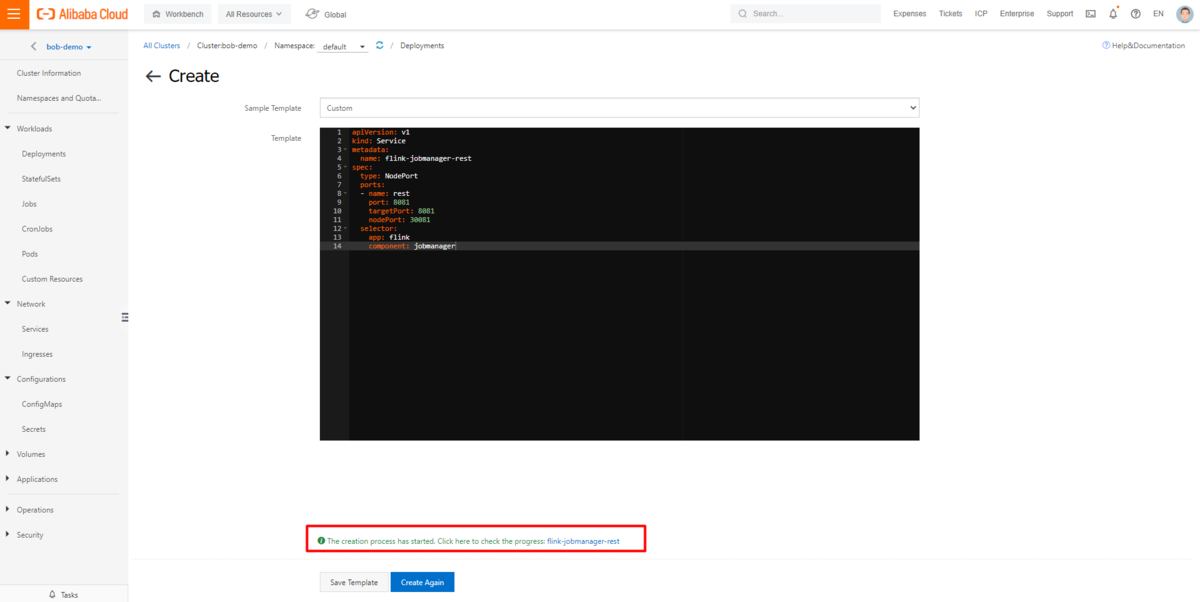 Alibaba Cloud
Workbench
All Resources
Global
Search...
Expenses
Tickets
ICP
Enterprise
Support
EN
bob-demo
Cluster Information
Namespaces and Quota...
Workloads
Deployments
StatefulSets
Jobs
CronJobs
Pods
Custom Resources
Network
Services
Ingresses
Configurations
ConfigMaps
Secrets
Volumes
Applications
Operations
Security
Tasks
All Clusters / Cluster:bob-demo / Namespace: default / Deployments
Help&Documentation
← Create
Sample Template
Custom
Template
1 apiVersion: v1
2 kind: Service
3 metadata:
4   name: flink-jobmanager-rest
5 spec:
6   type: NodePort
7   ports:
8   - name: rest
9     port: 8081
10     targetPort: 8081
11     nodePort: 30081
12   selector:
13     app: flink
14     component: jobmanager
The creation process has started. Click here to check the progress: flink-jobmanager-rest
Save Template
Create Again